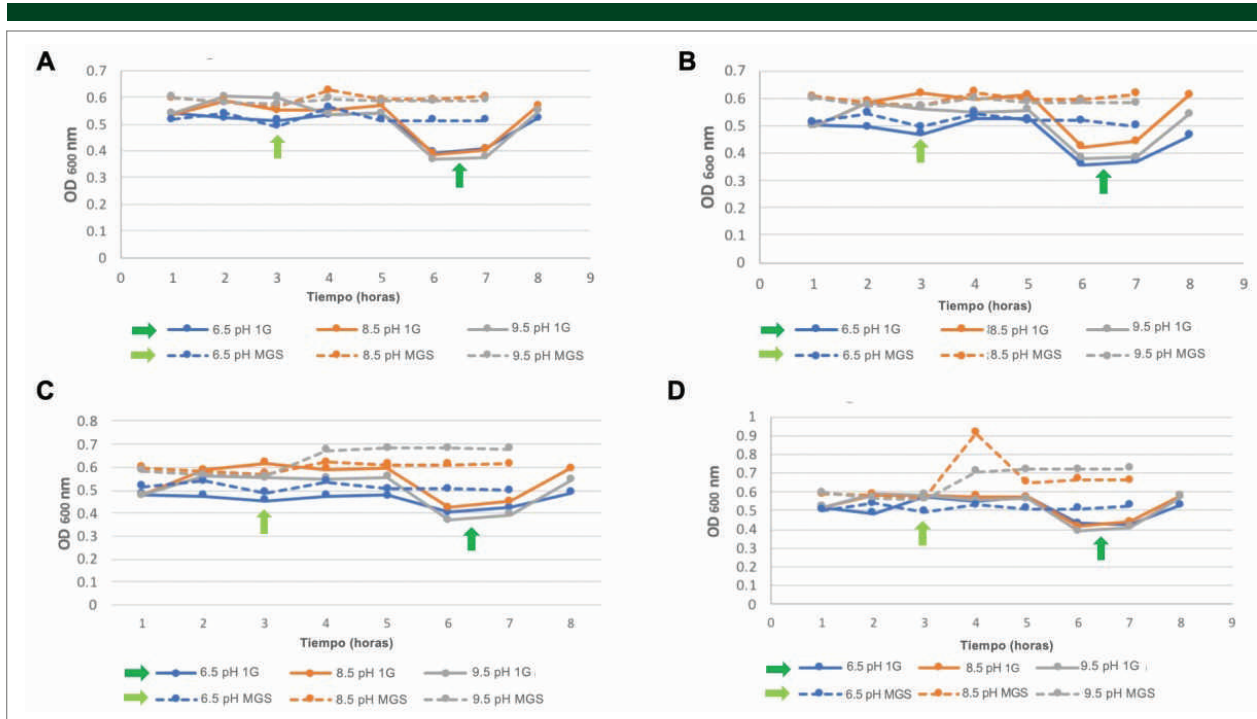 A
0.7
0.6
0.5
0.4
0.3
0.2
0.1
0
OD 600 nm
0 1 2 3 4 5 6 7 8 9
Tiempo (horas)
6.5 pH 1G 8.5 pH 1G 9.5 pH 1G
6.5 pH MGS 8.5 pH MGS 9.5 pH MGS
B
0.7
0.6
0.5
0.4
0.3
0.2
0.1
0
OD 6oo nm
0 1 2 3 4 5 6 7 8 9
Tiempo (horas)
6.5 pH 1G 8.5 pH 1G 9.5 pH 1G
6.5 pH MGS 8.5 pH MGS 9.5 pH MGS
C
0.8
0.7
0.6
0.5
0.4
0.3
0.2
0.1
0
OD 600 nm
1 2 3 4 5 6 7 8
Tiempo (horas)
6.5 pH 1G 8.5 pH 1G 9.5 pH 1G
6.5 pH MGS 8.5 pH MGS 9.5 pH MGS
D
1
0.9
0.8
0.7
0.6
0.5
0.4
0.3
0.2
0.1
0
OD 600 nm
0 1 2 3 4 5 6 7 8 9
Tiempo (horas)
6.5 pH 1G 8.5 pH 1G 9.5 pH 1G
6.5 pH MGS 8.5 pH MGS 9.5 pH MGS